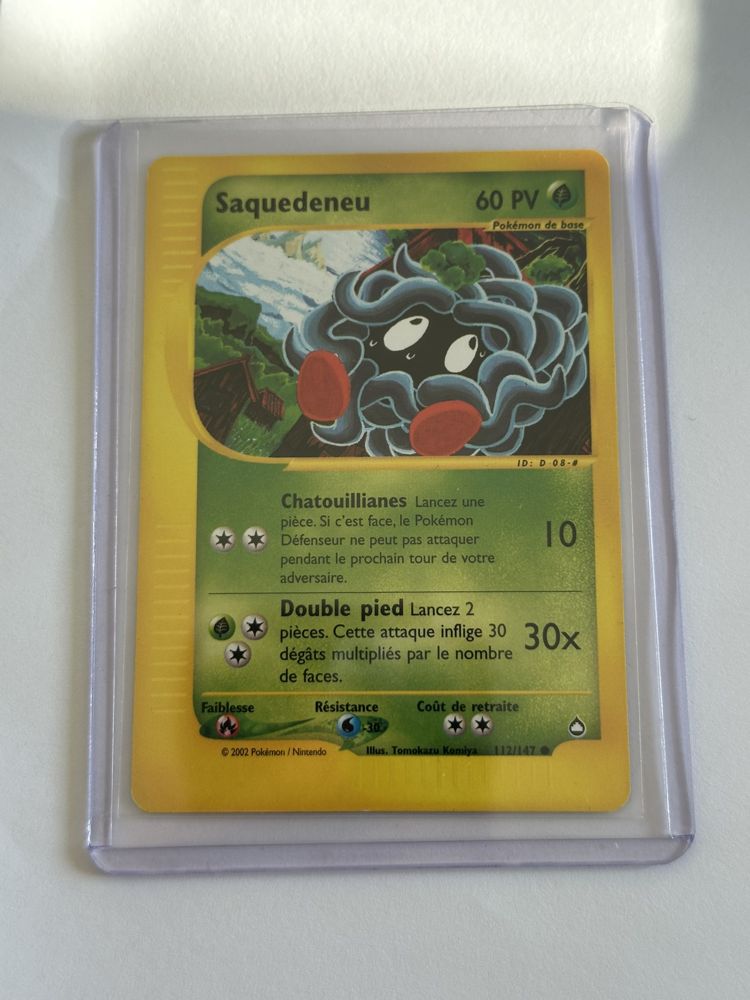 Saquedeneu 60 PV
Pokémon de base
ID: D-08-#
Chatouillianes Lancez une
pièce. Si c'est face, le Pokémon
Défenseur ne peut pas attaquer
pendant le prochain tour de votre
adversaire.
10
Double pied Lancez 2
pièces. Cette attaque inflige 30
dégâts multipliés par le nombre
de faces.
30x
Faiblesse Résistance Coût de retraite
-30
© 2002 Pokémon / Nintendo Illus. Tomokazu Komiya 112/147